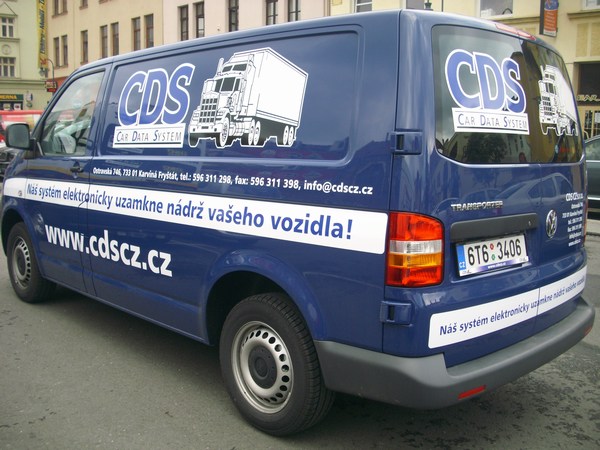 CDS
CAR DATA SYSTEM
Ostravská 746, 733 01 Karviná Fryštát, tel.: 596 311 298, fax: 596 311 398, info@cdscz.cz
Náš systém elektronicky uzamkne nádrž vašeho vozidla!
www.cdscz.cz
CDS
CAR DATA SYSTEM
TRANSPORTER
6T6 3406
Náš systém elektronicky uzamkne nádrž vašeho vozidla!